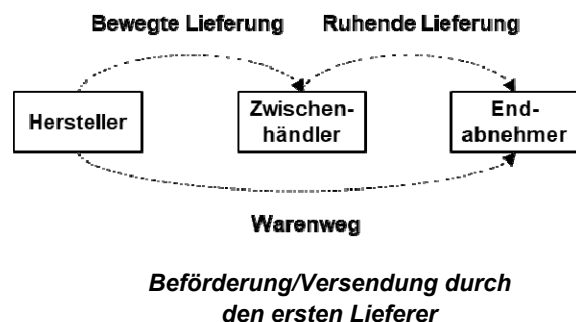 Bewegte Lieferung
Ruhende Lieferung
Hersteller
Zwischen-
händler
End-
abnehmer
Warenweg
Beförderung/Versendung durch
den ersten Lieferer